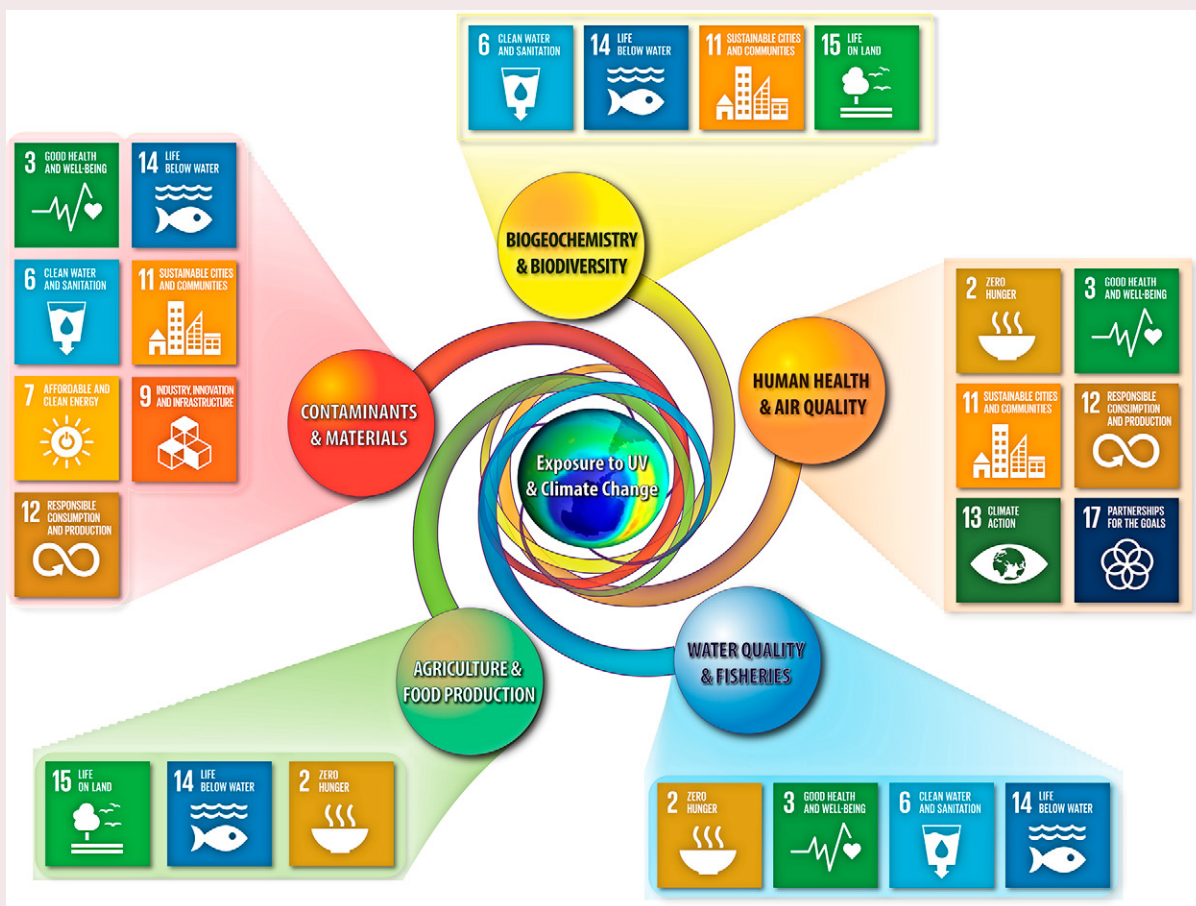 6 CLEAN WATER
AND SANITATION
14 LIFE
BELOW WATER
11 SUSTAINABLE CITIES
AND COMMUNITIES
15 LIFE
ON LAND
3 GOOD HEALTH
AND WELL-BEING
14 LIFE
BELOW WATER
6 CLEAN WATER
AND SANITATION
11 SUSTAINABLE CITIES
AND COMMUNITIES
7 AFFORDABLE AND
CLEAN ENERGY
9 INDUSTRY, INNOVATION
AND INFRASTRUCTURE
12 RESPONSIBLE
CONSUMPTION
AND PRODUCTION
BIOGEOCHEMISTRY
& BIODIVERSITY
2 ZERO
HUNGER
3 GOOD HEALTH
AND WELL-BEING
11 SUSTAINABLE CITIES
AND COMMUNITIES
12 RESPONSIBLE
CONSUMPTION
AND PRODUCTION
13 CLIMATE
ACTION
17 PARTNERSHIPS
FOR THE GOALS
HUMAN HEALTH
& AIR QUALITY
CONTAMINANTS
& MATERIALS
Exposure to UV
& Climate Change
AGRICULTURE &
FOOD PRODUCTION
WATER QUALITY
& FISHERIES
15 LIFE
ON LAND
14 LIFE
BELOW WATER
2 ZERO
HUNGER
2 ZERO
HUNGER
3 GOOD HEALTH
AND WELL-BEING
6 CLEAN WATER
AND SANITATION
14 LIFE
BELOW WATER